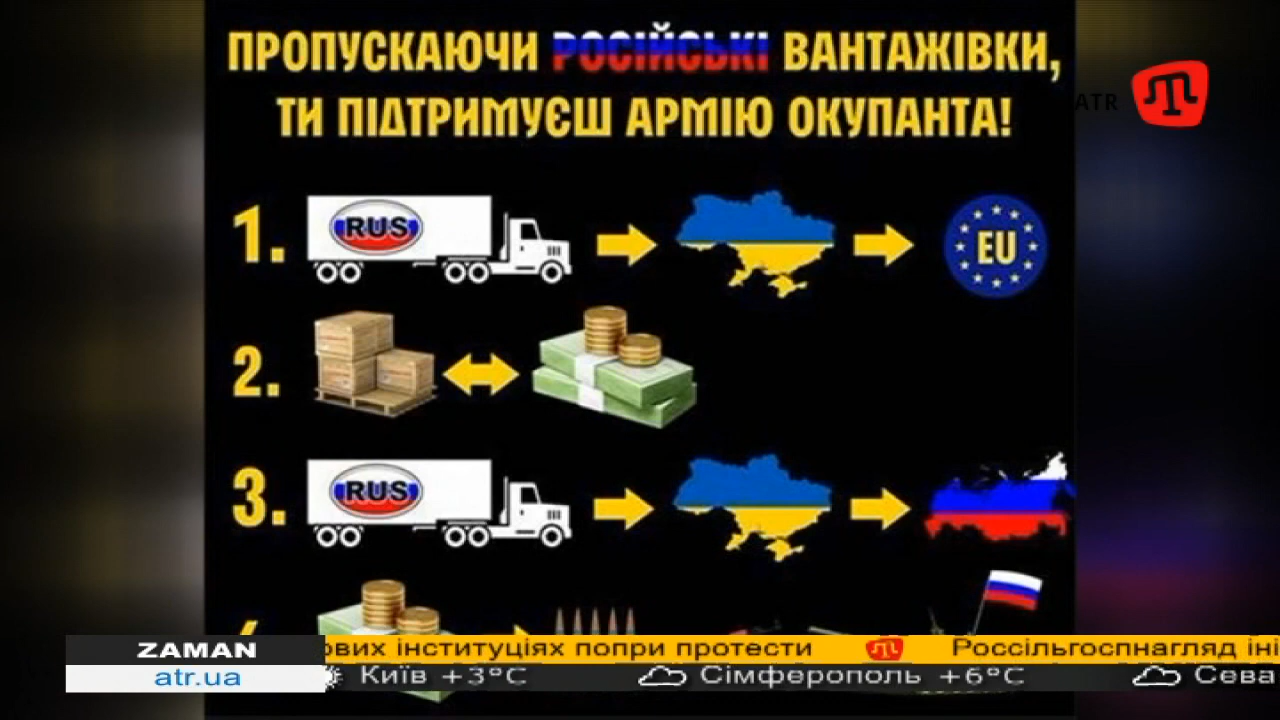 ПРОПУСКАЮЧИ РОСІЙСЬКІ ВАНТАЖІВКИ,
ТИ ПІДТРИМУЄШ АРМІЮ ОКУПАНТА!
ATR
1.
RUS
EU
2.
3.
RUS
ZAMAN
ових інституціях попри протести
Россільгоспнагляд іні
atr.ua
Київ +3°C
Сімферополь +6°C
Сева